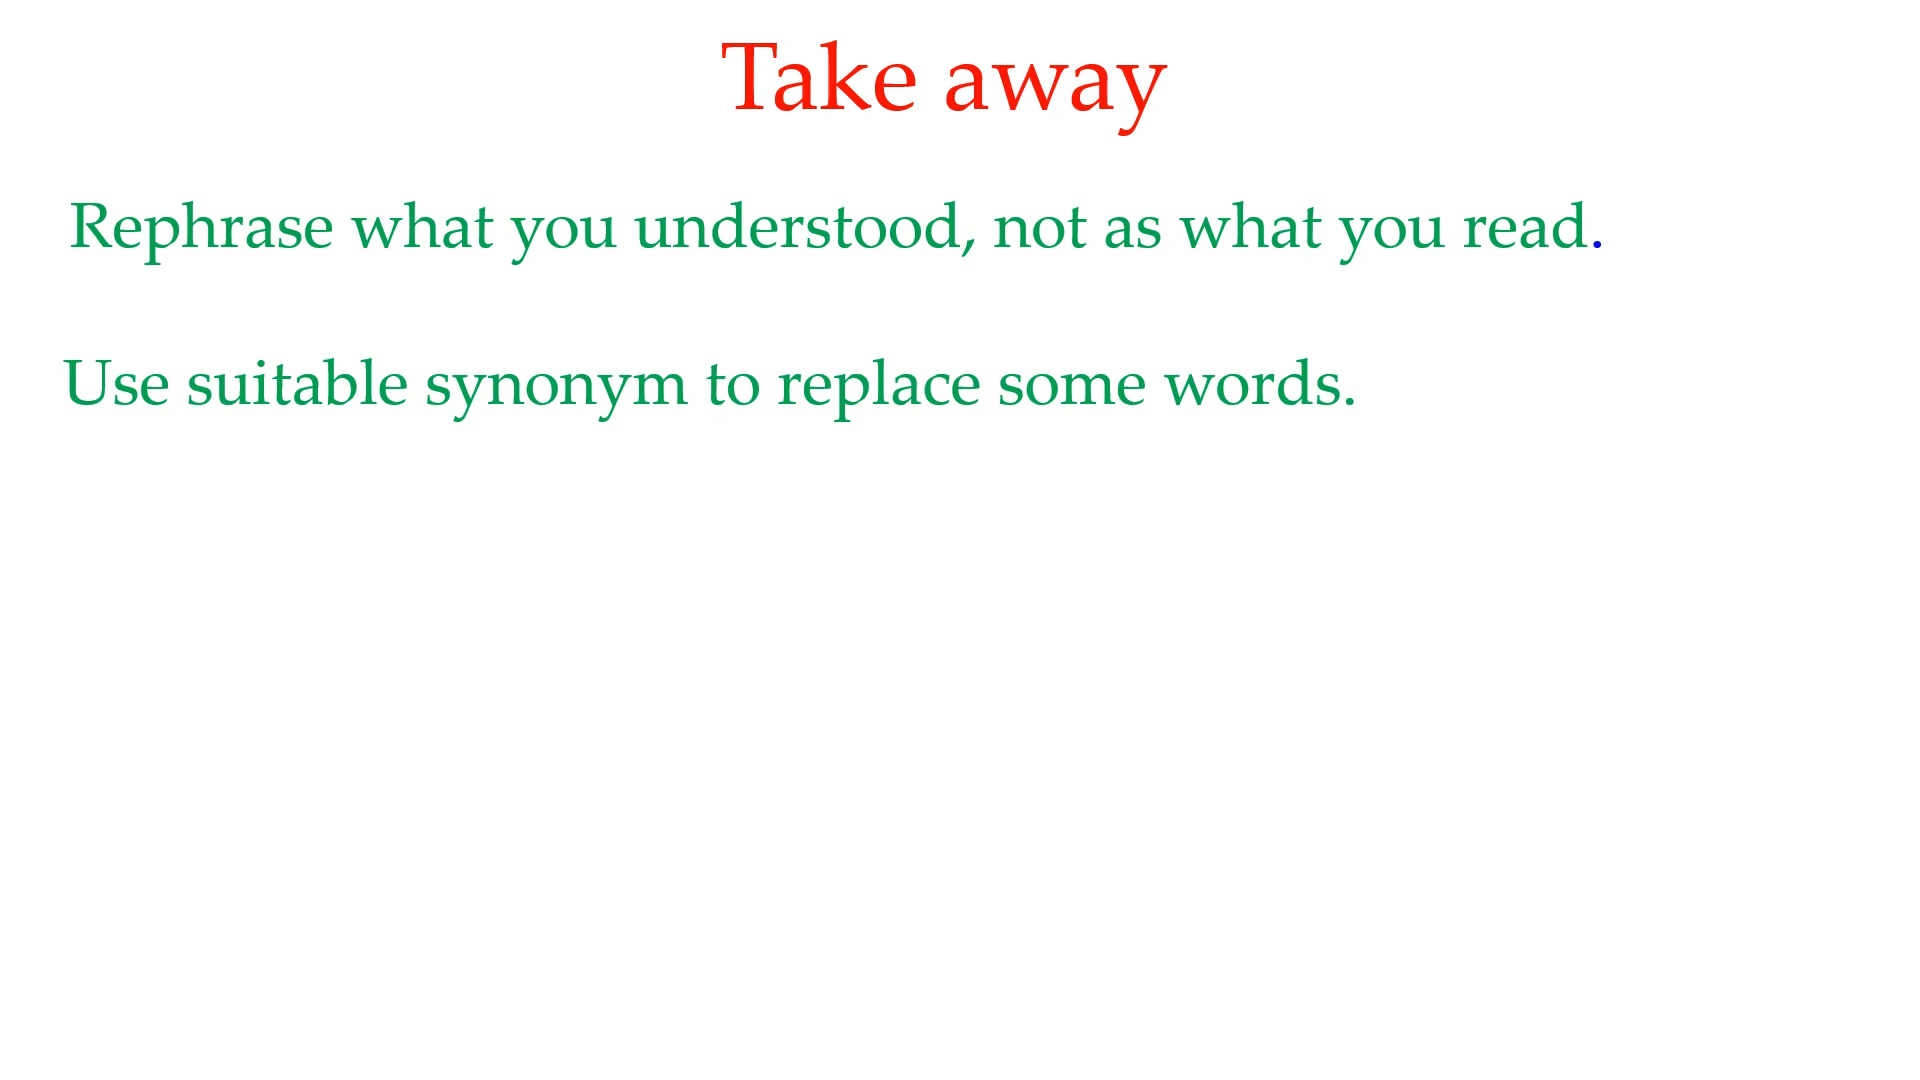 Take away
Rephrase what you understood, not as what you read.
Use suitable synonym to replace some words.